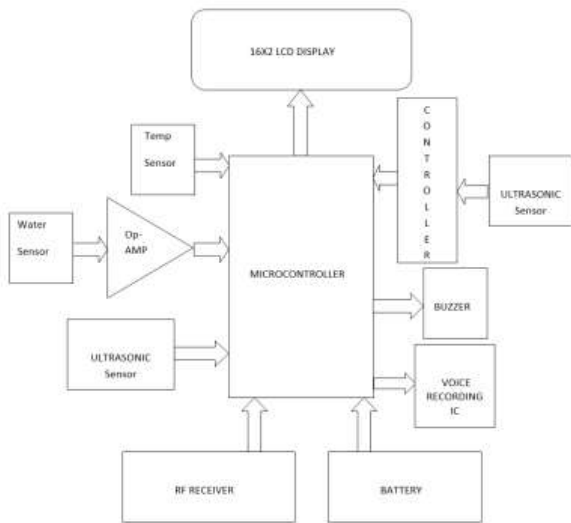 16X2 LCD DISPLAY
Temp
Sensor
CONTROLLER
ULTRASONIC
Sensor
Water
Sensor
Op-
AMP
MICROCONTROLLER
BUZZER
ULTRASONIC
Sensor
VOICE
RECORDING
IC
RF RECEIVER
BATTERY